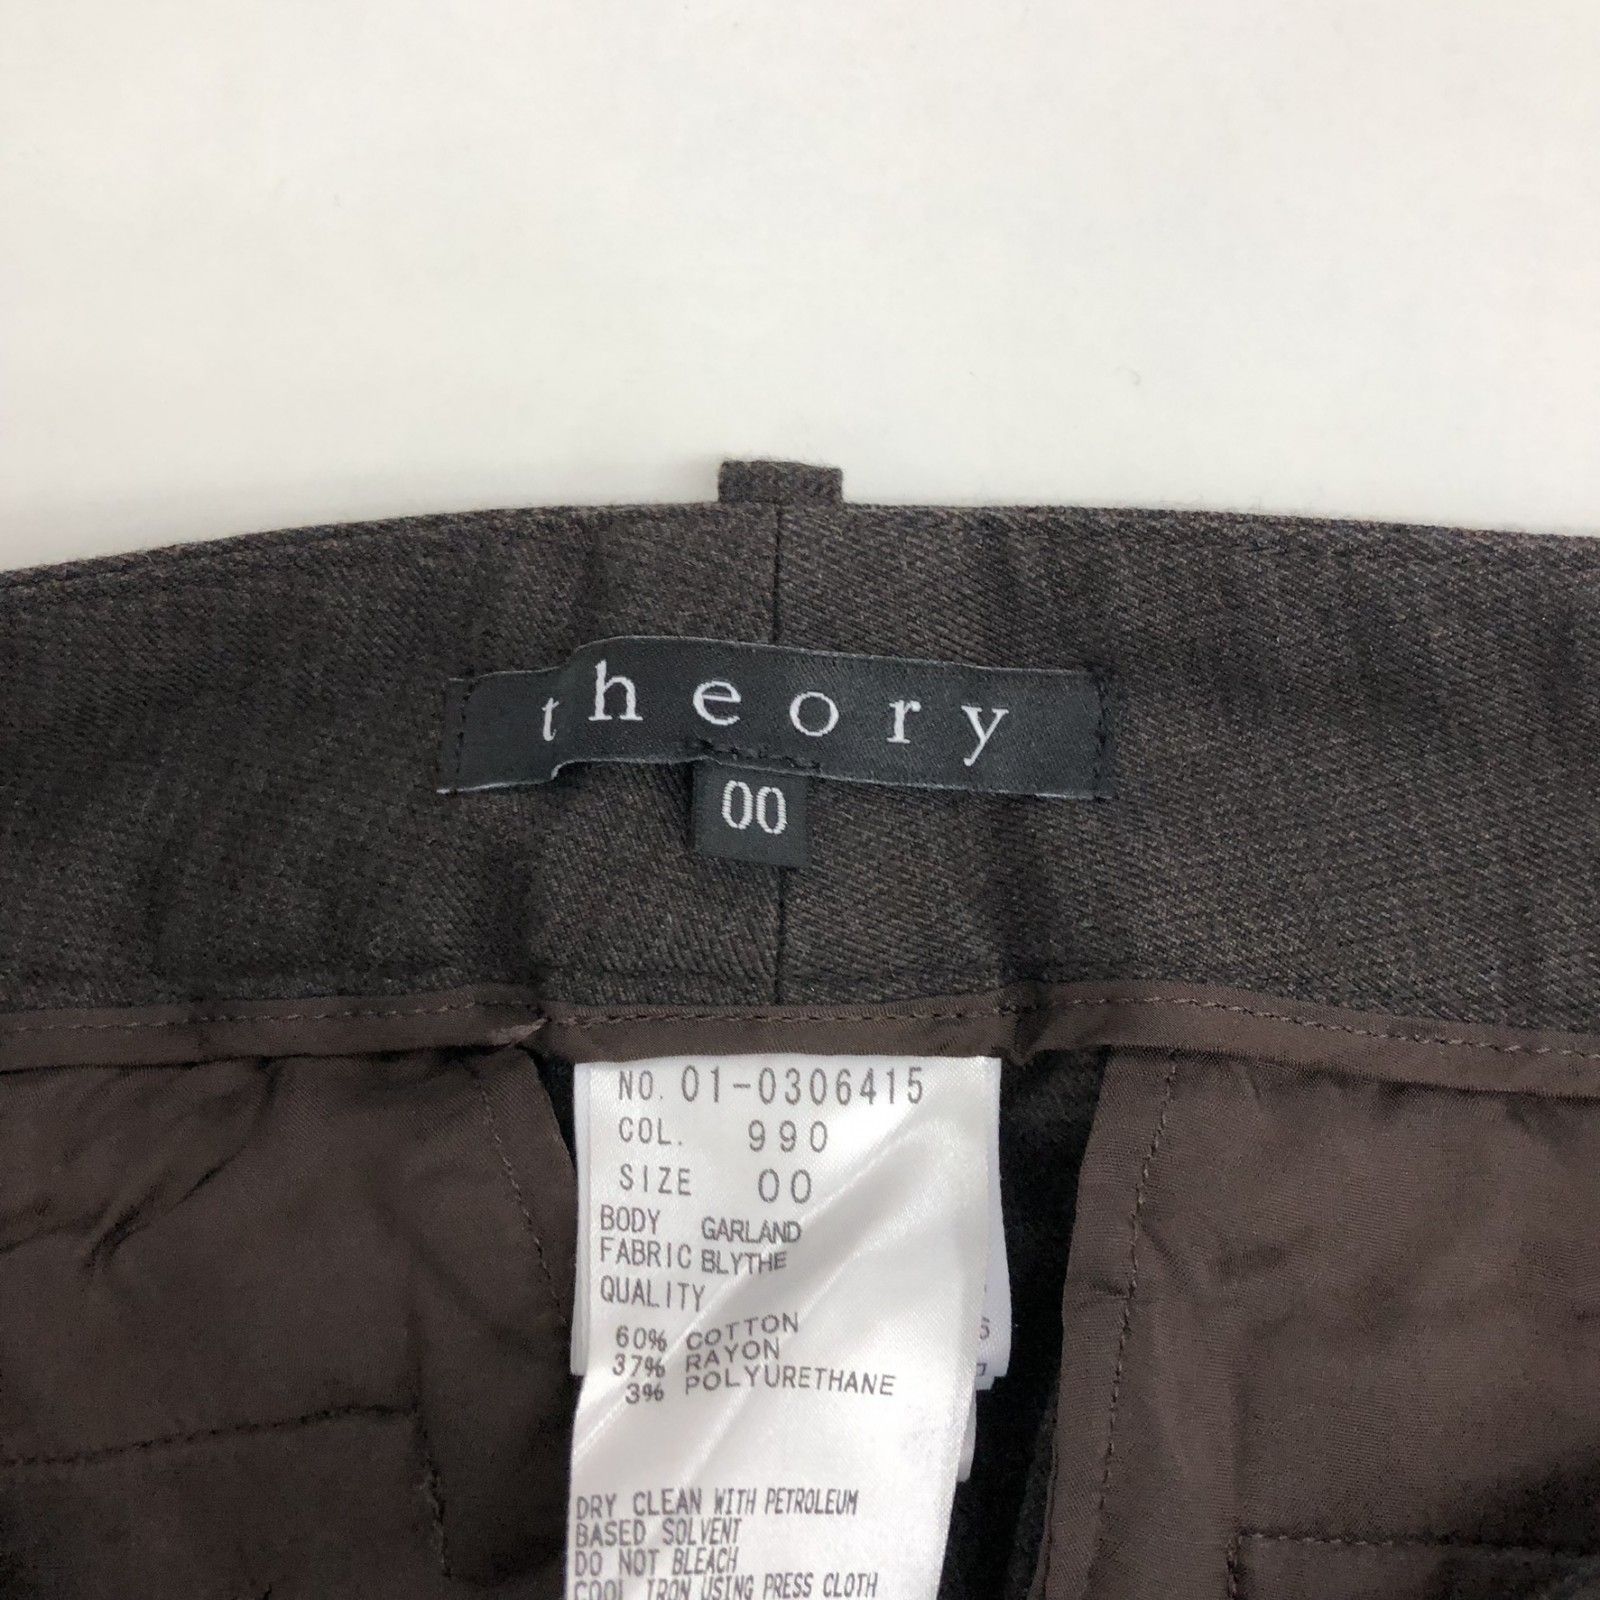 theory
00
NO. 01-0306415
COL. 990
SIZE 00
BODY GARLAND
FABRIC BLYTHE
QUALITY
60% COTTON
37% RAYON
3% POLYURETHANE
DRY CLEAN WITH PETROLEUM
BASED SOLVENT
DO NOT BLEACH
COOL IRON USING PRESS CLOTH